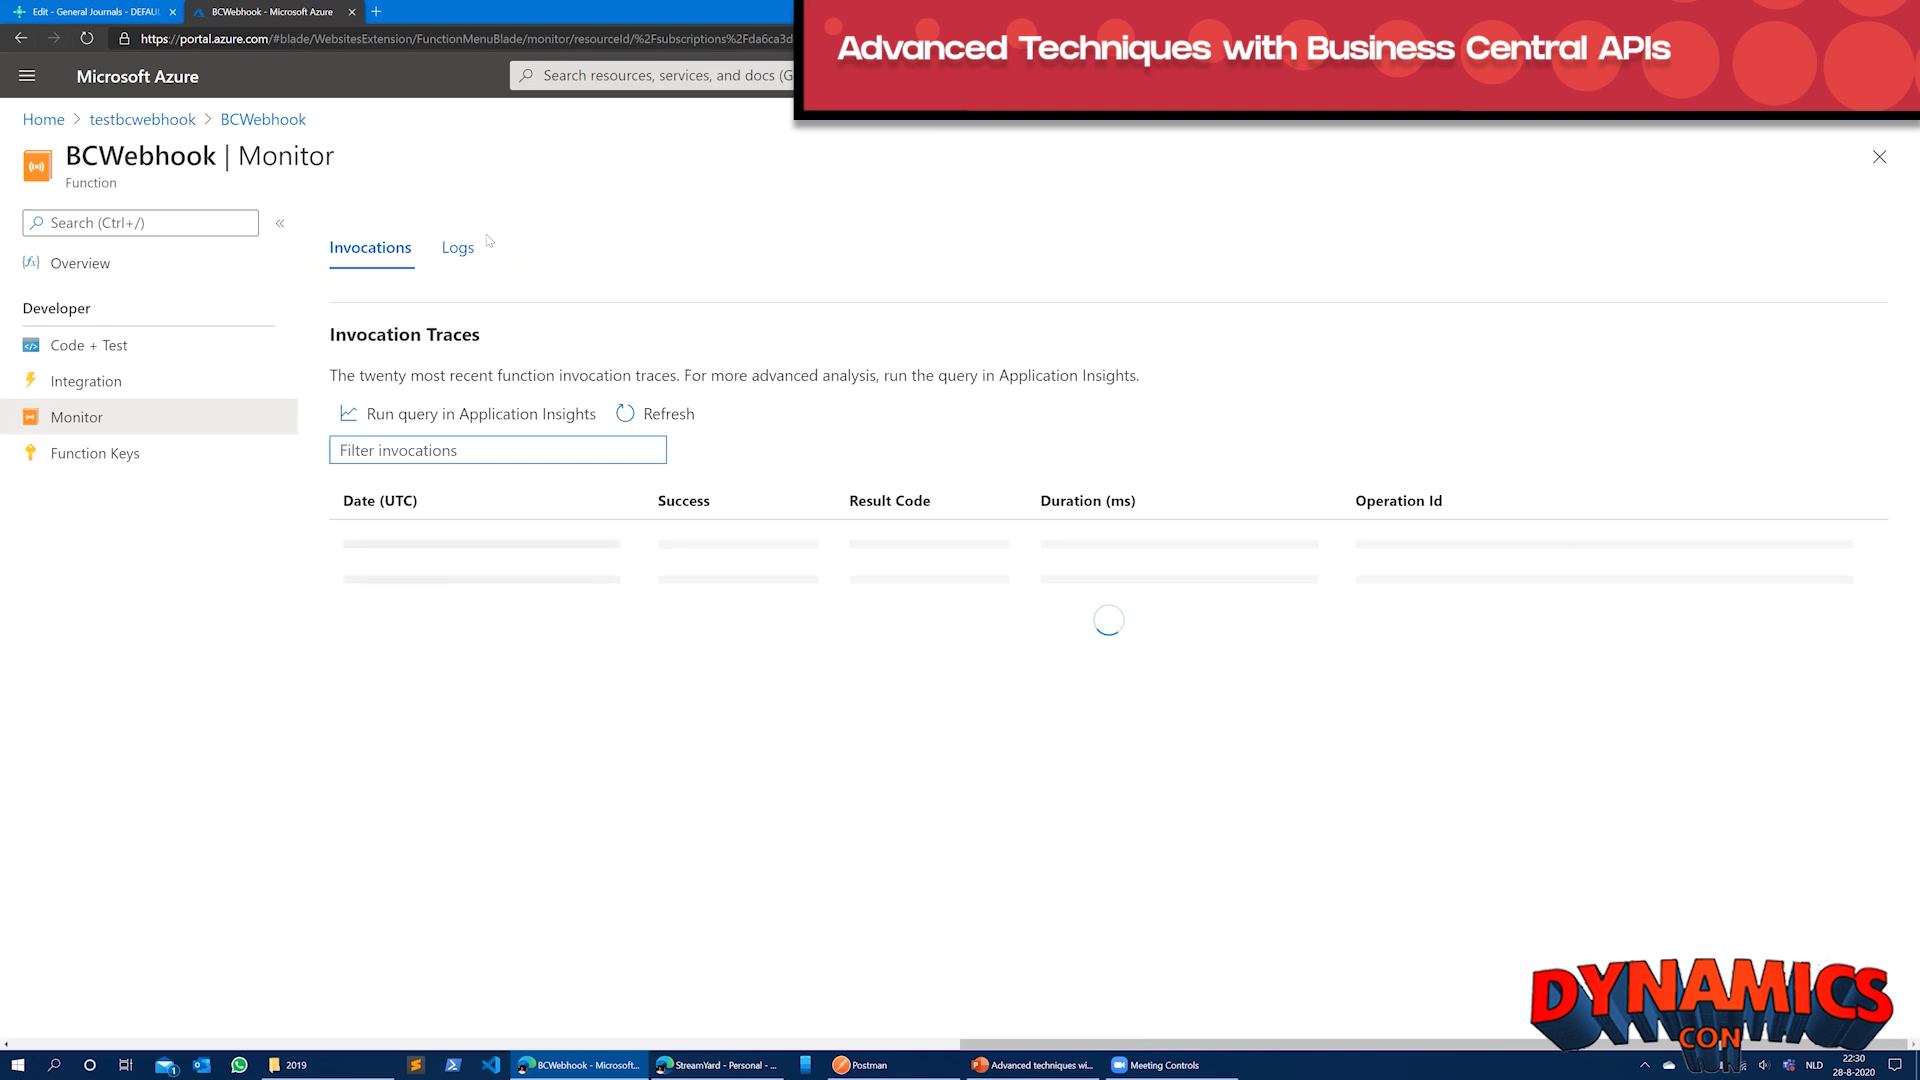 Edit - General Journals - DEFAU
BCWebhook - Microsoft Azure
Advanced Techniques with Business Central APIs
https://portal.azure.com/#blade/WebsitesExtension/FunctionMenuBlade/monitor/resourceId/%2Fsubscriptions%2Fda6ca3d
Microsoft Azure
Search resources, services, and docs (G
Home > testbcwebhook > BCWebhook
BCWebhook | Monitor
Function
Search (Ctrl+/)
«
Invocations
Logs
Overview
Developer
Invocation Traces
Code + Test
The twenty most recent function invocation traces. For more advanced analysis, run the query in Application Insights.
Integration
Monitor
Run query in Application Insights
Refresh
Function Keys
Filter invocations
Date (UTC) Success Result Code Duration (ms) Operation Id
DYNAMICS
CON
2019
BCWebhook - Microsoft...
StreamYard - Personal - ...
Postman
Advanced techniques wi...
Meeting Controls
NLD
22:30
28-8-2020